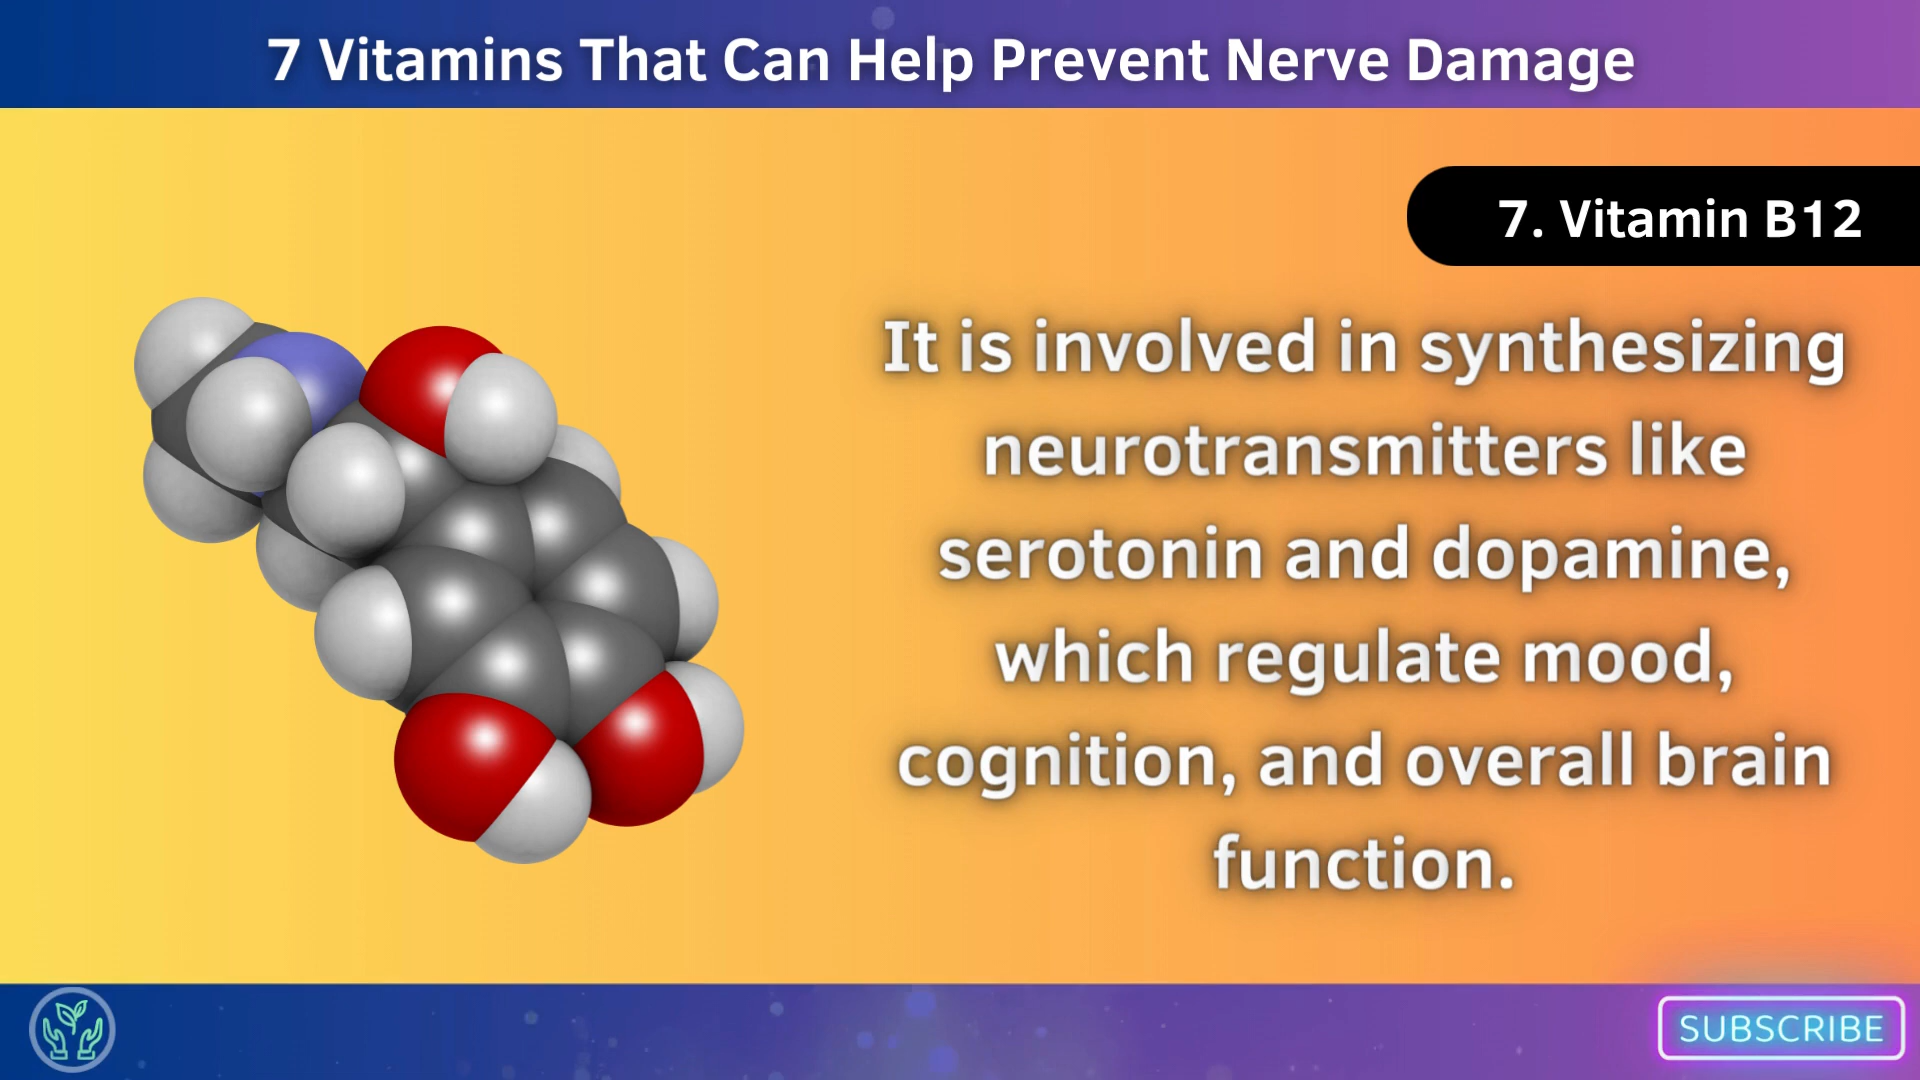 7 Vitamins That Can Help Prevent Nerve Damage
7. Vitamin B12
It is involved in synthesizing
neurotransmitters like
serotonin and dopamine,
which regulate mood,
cognition, and overall brain
function.
SUBSCRIBE